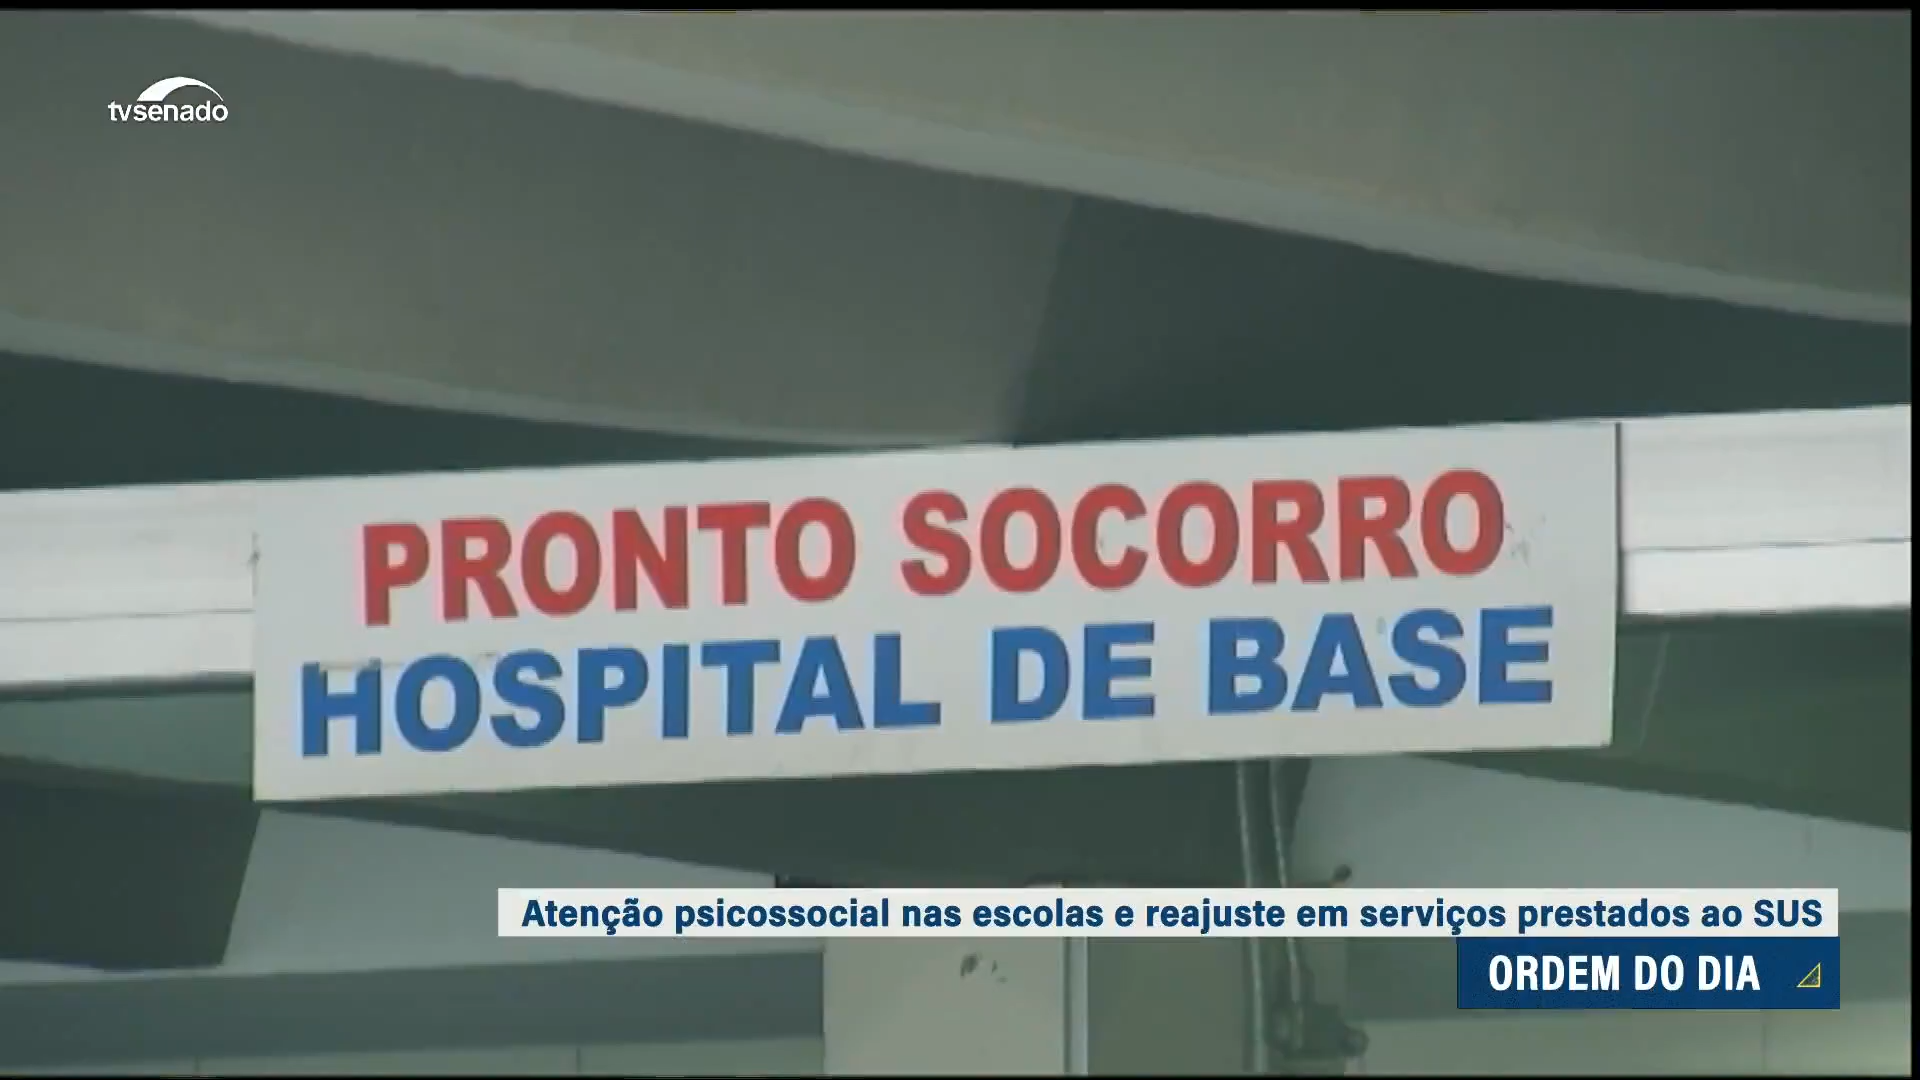 tvsenado
PRONTO SOCORRO
HOSPITAL DE BASE
Atenção psicossocial nas escolas e reajuste em serviços prestados ao SUS
ORDEM DO DIA